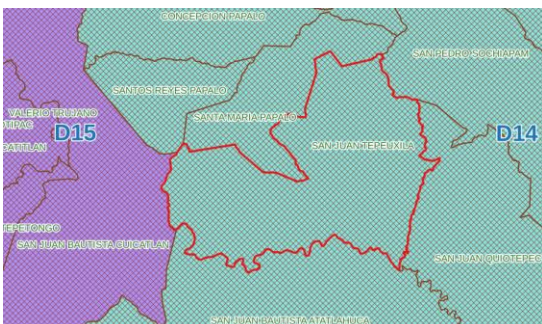 CONCEPCION PAPALO
SAN PEDRO SOCHIAPAM
SANTOS REYES PAPALO
VALERIO TRUJANO
SANTA MARIA PAPALO
D15
D14
SAN JUAN TEPEUXILA
TEPETONGO
SAN JUAN BAUTISTA CUICATLAN
SAN JUAN QUIOTEPEC
SAN JUAN BAUTISTA ATATLAHUCA